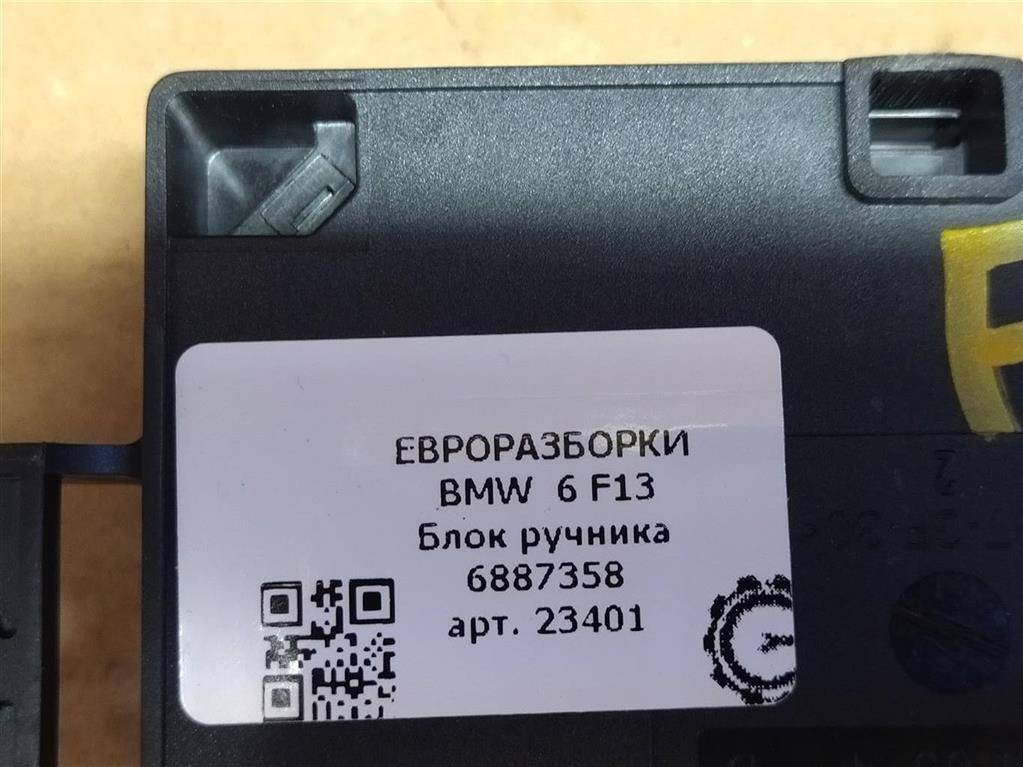 ЕВРОРАЗБОРКИ
BMW 6 F13
Блок ручника
6887358
арт. 23401